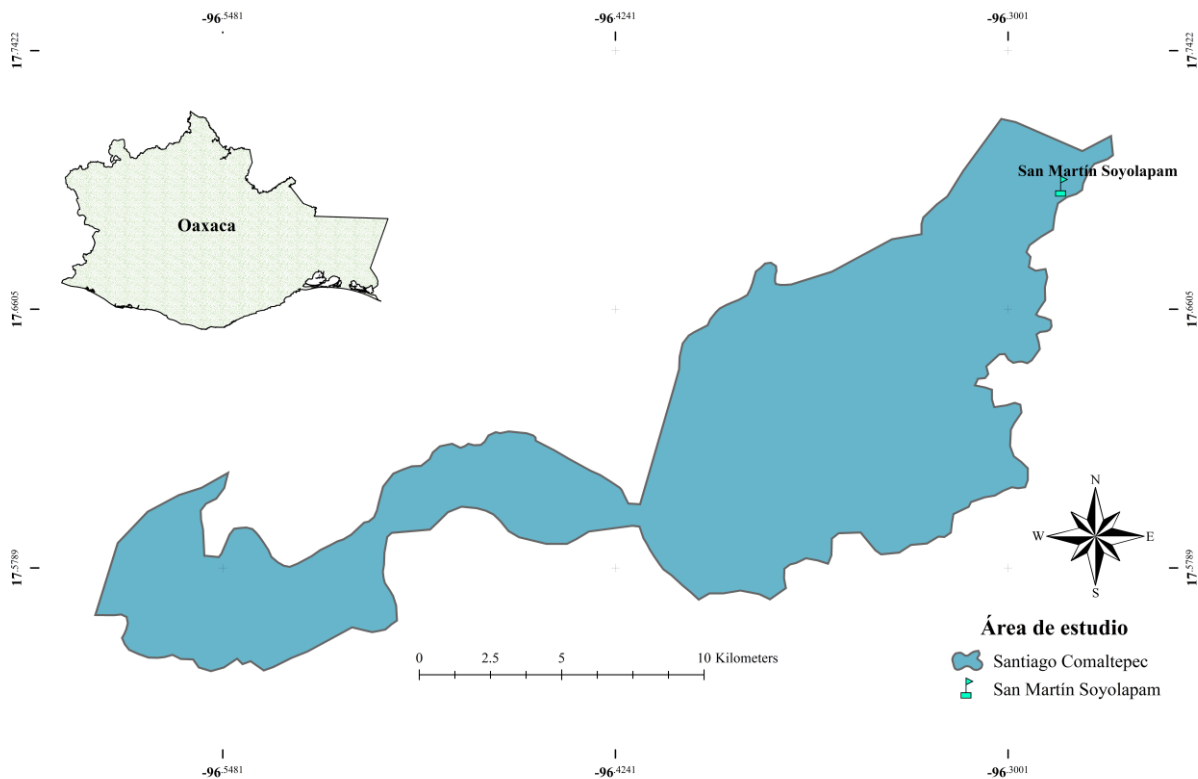 -96.5481 -96.4241 -96.3001
17.7422 17.7422
San Martín Soyolapam
Oaxaca
17.6605 17.6605
N
W E
S
17.5789 17.5789
Área de estudio
0 2.5 5 10 Kilometers
Santiago Comaltepec
San Martín Soyolapam
-96.5481 -96.4241 -96.3001